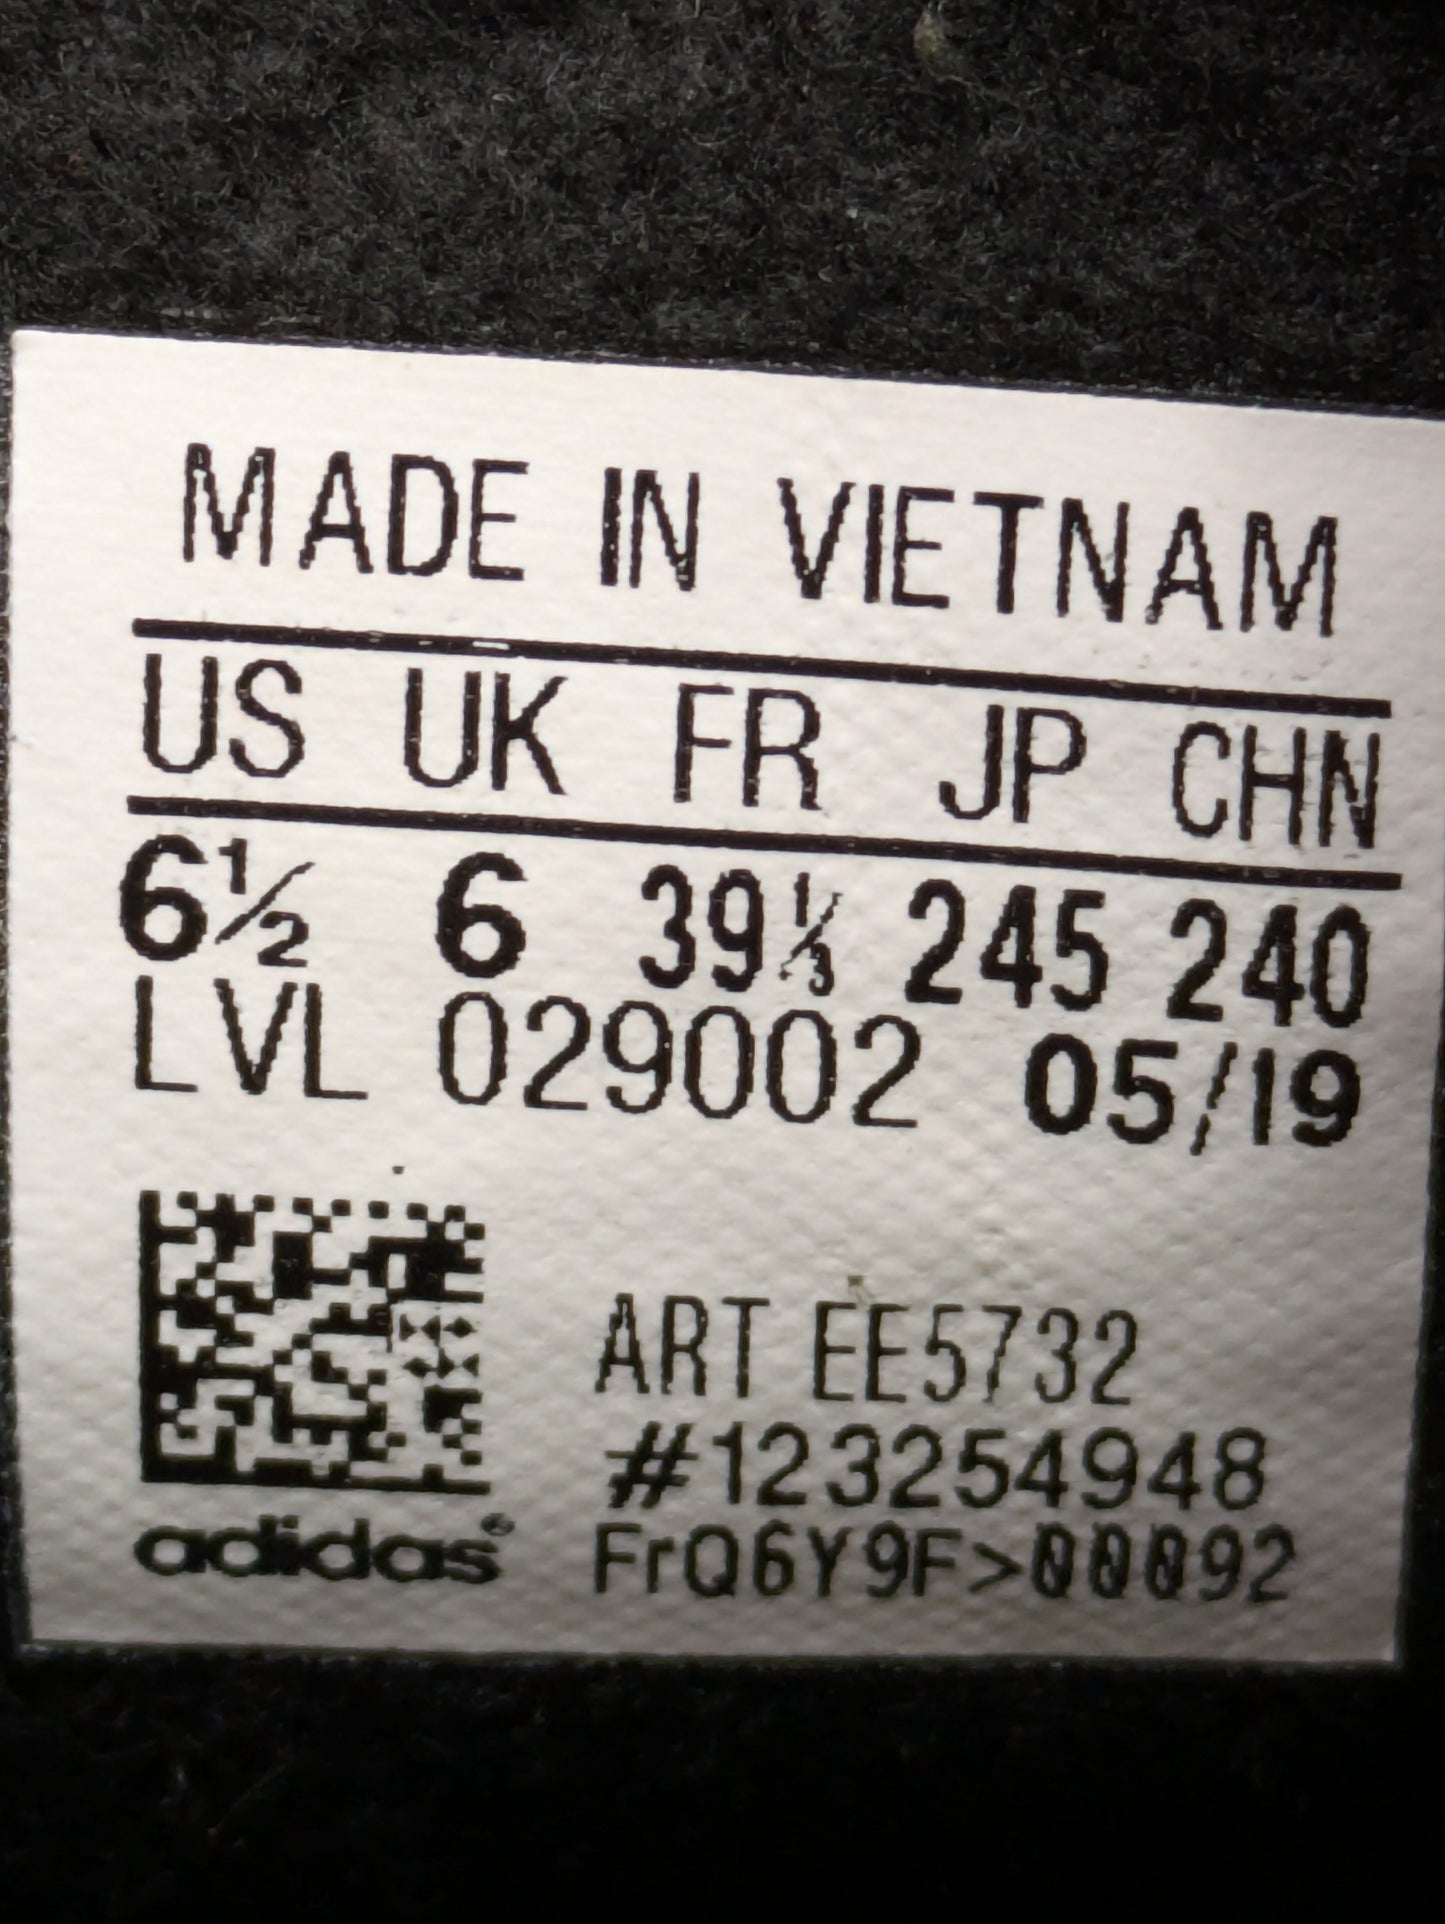 MADE IN VIETNAM
US UK FR JP CHN
6½ 6 39⅓ 245 240
LVL 029002 05/19
ART EE5732
#123254948
FrQ6Y9F>00092
adidas